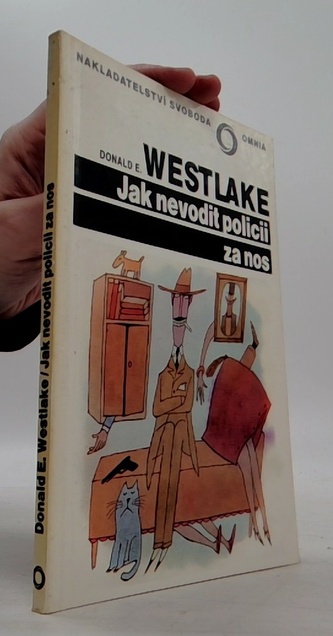 NAKLADATELSTVÍ SVOBODA OMNIA
DONALD E. WESTLAKE
Jak nevodit policii
za nos
Donald E. Westlake/Jak nevodit policii za nos